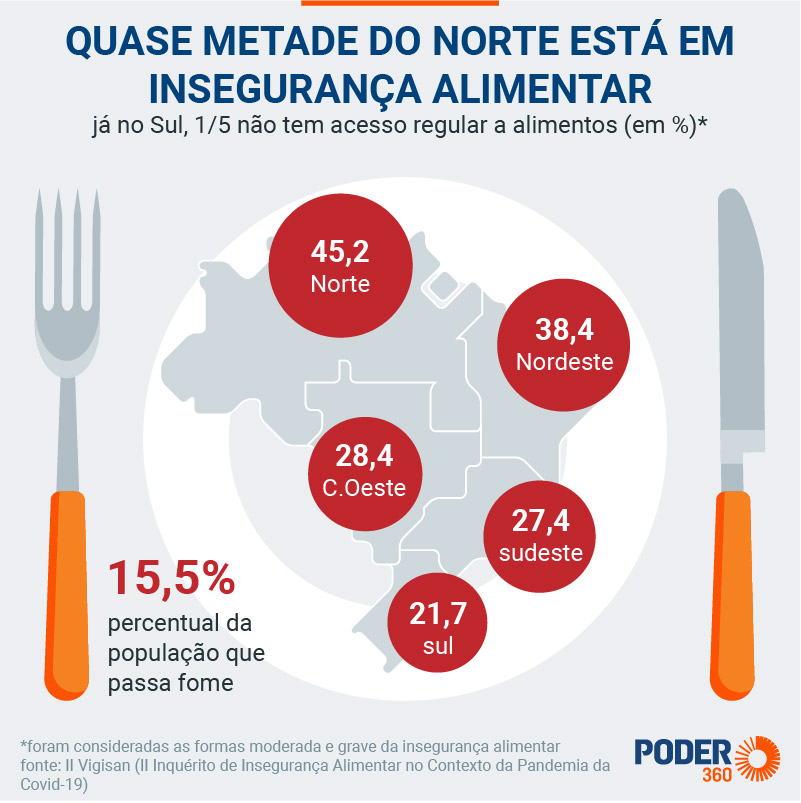 QUASE METADE DO NORTE ESTÁ EM
INSEGURANÇA ALIMENTAR
já no Sul, 1/5 não tem acesso regular a alimentos (em %)*
45,2
Norte
38,4
Nordeste
28,4
C.Oeste
27,4
sudeste
21,7
sul
15,5%
percentual da
população que
passa fome
*foram consideradas as formas moderada e grave da insegurança alimentar
fonte: II Vigisan (II Inquérito de Insegurança Alimentar no Contexto da Pandemia da
Covid-19)
PODER
360